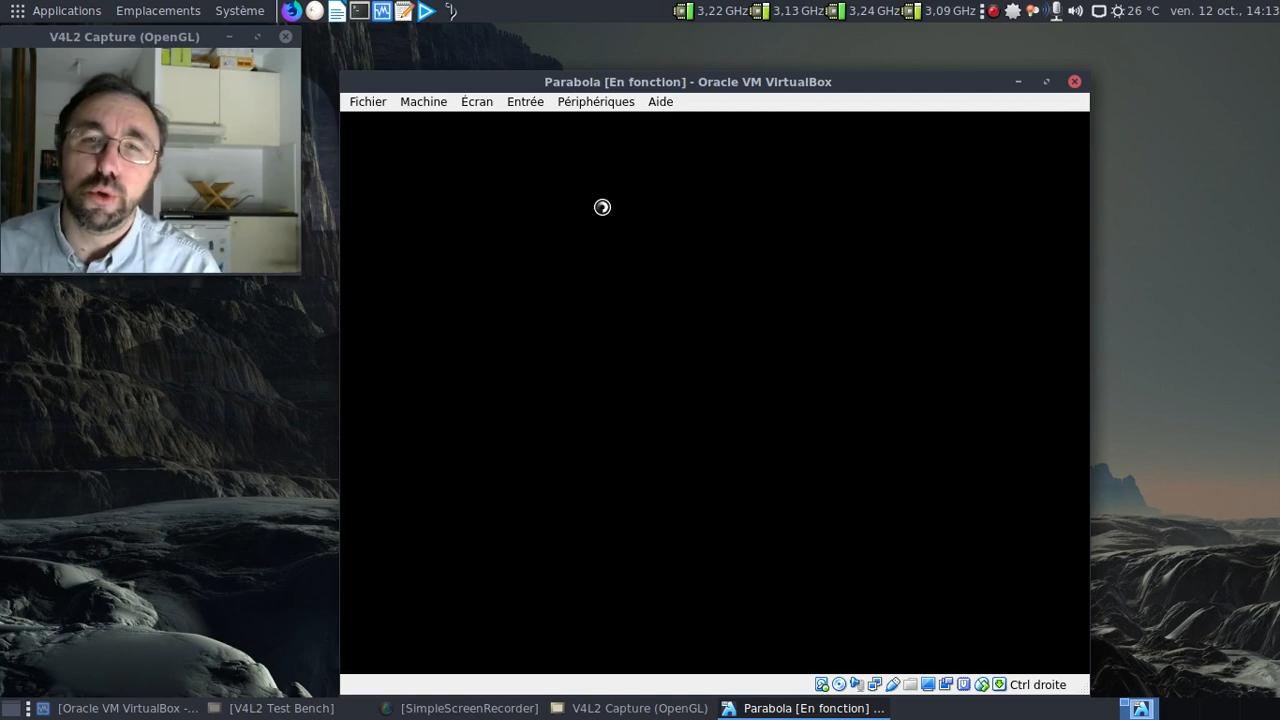 Applications Emplacements Système 3,22 GHz 3,13 GHz 3,24 GHz 3,09 GHz 26 °C ven. 12 oct., 14:13
V4L2 Capture (OpenGL)
Parabola [En fonction] - Oracle VM VirtualBox
Fichier Machine Écran Entrée Périphériques Aide
Ctrl droite
[Oracle VM VirtualBox -... [V4L2 Test Bench] [SimpleScreenRecorder] V4L2 Capture (OpenGL) Parabola [En fonction] ...